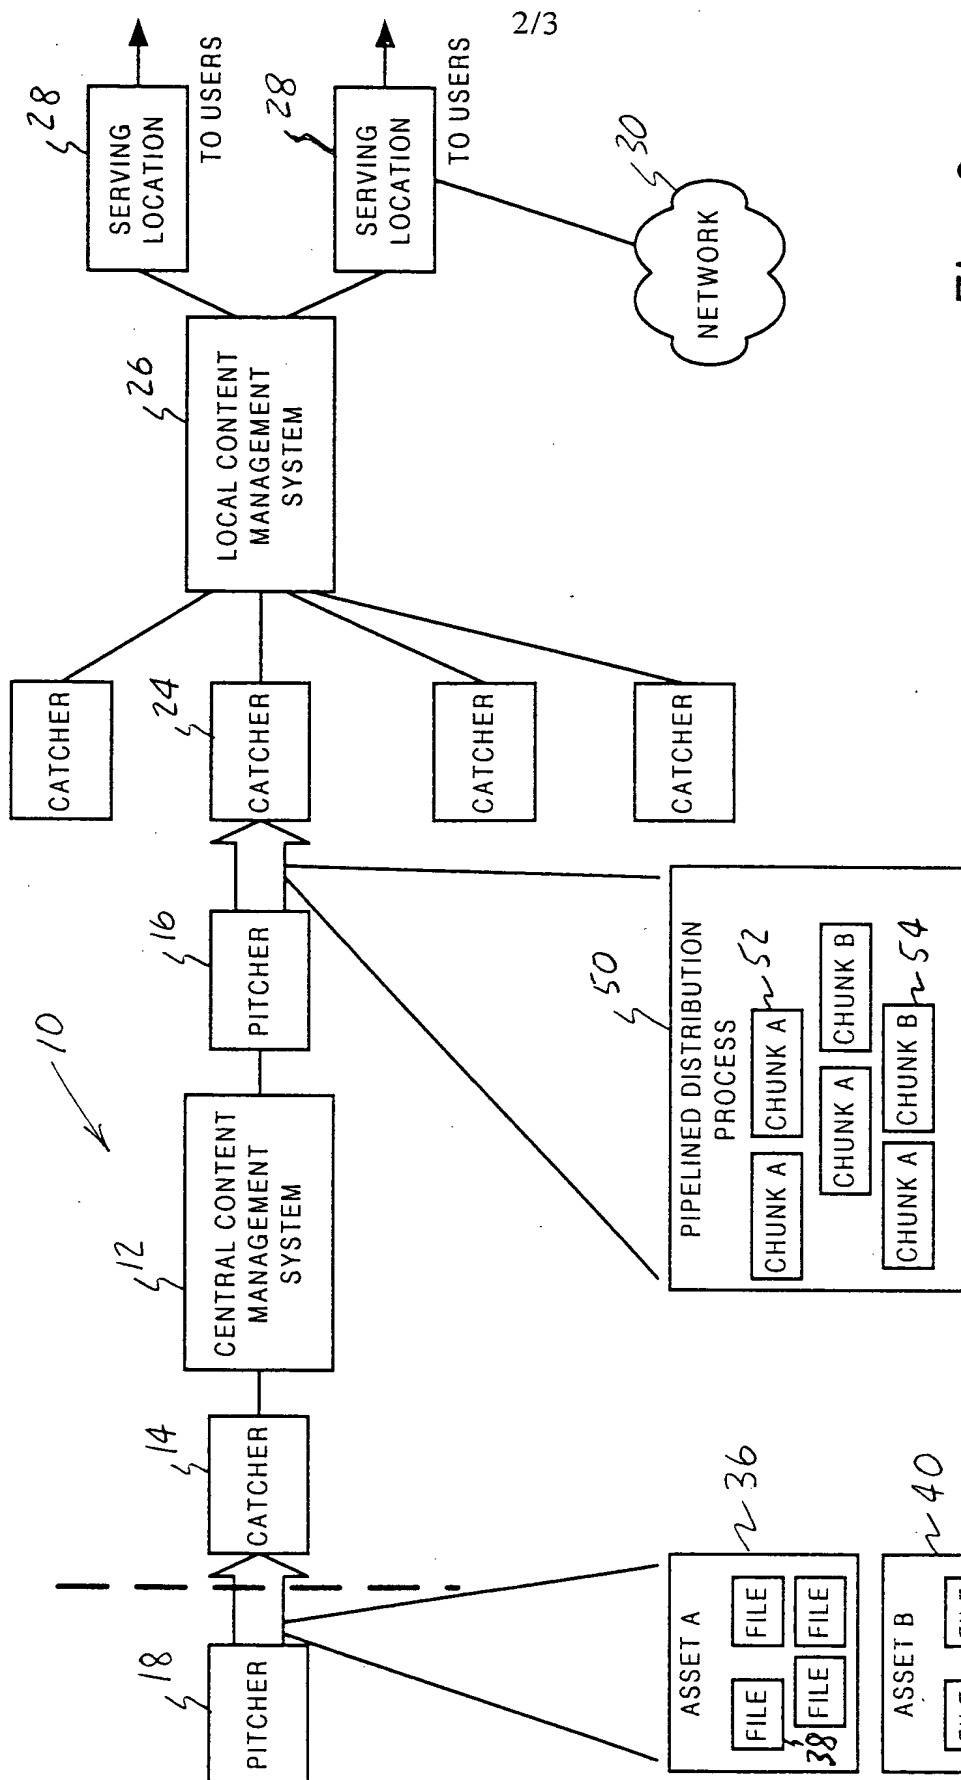 2/3
10
18
PITCHER
14
CATCHER
12
CENTRAL CONTENT
MANAGEMENT
SYSTEM
16
PITCHER
CATCHER
24
CATCHER
CATCHER
CATCHER
26
LOCAL CONTENT
MANAGEMENT
SYSTEM
28
SERVING
LOCATION
TO USERS
28
SERVING
LOCATION
TO USERS
30
NETWORK
36
ASSET A
FILE
FILE
FILE
FILE
38
40
ASSET B
50
PIPELINED DISTRIBUTION
PROCESS
CHUNK A
CHUNK A
52
CHUNK A
CHUNK B
CHUNK A
CHUNK B
54